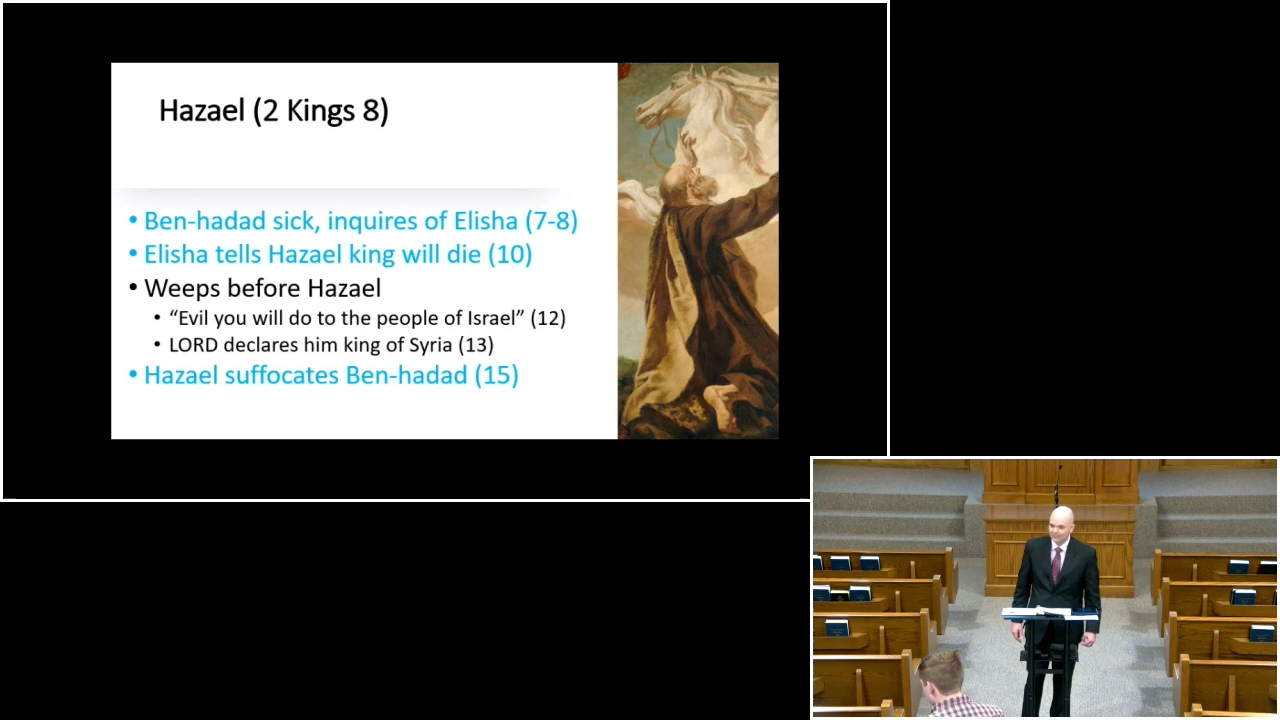 Hazael (2 Kings 8)
• Ben-hadad sick, inquires of Elisha (7-8)
• Elisha tells Hazael king will die (10)
• Weeps before Hazael
• “Evil you will do to the people of Israel” (12)
• LORD declares him king of Syria (13)
• Hazael suffocates Ben-hadad (15)